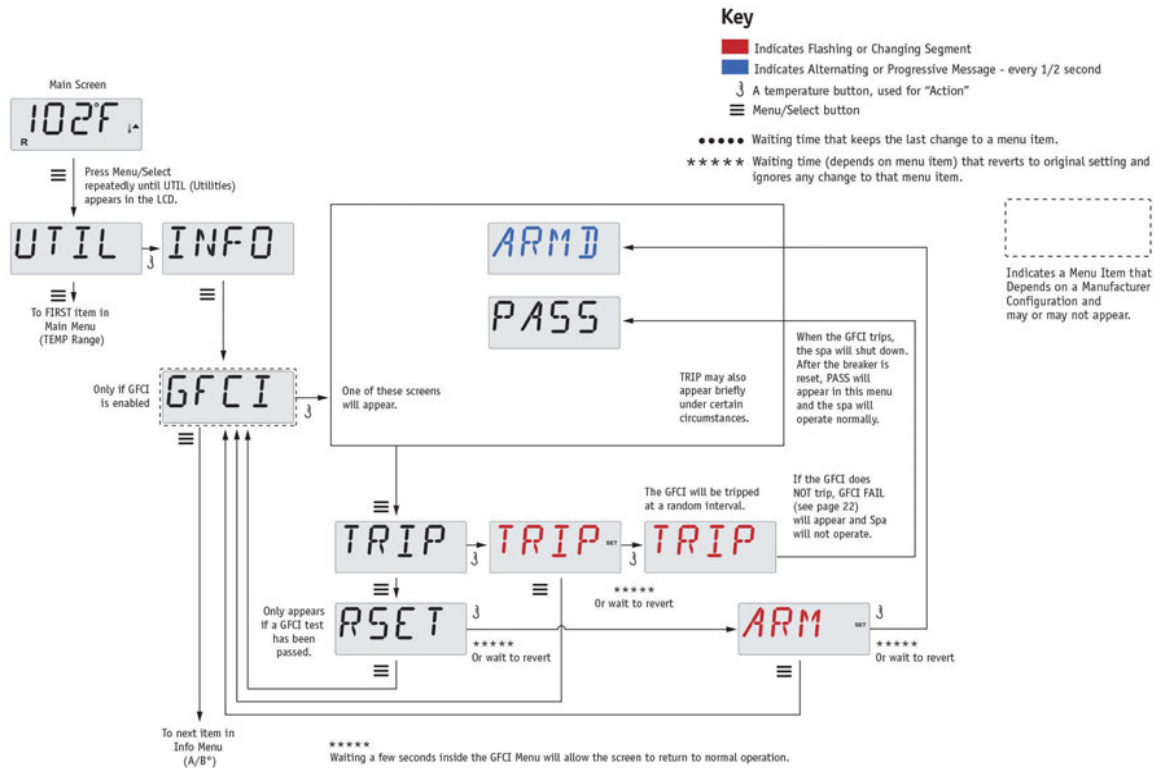 Key
Indicates Flashing or Changing Segment
Indicates Alternating or Progressive Message - every 1/2 second
A temperature button, used for “Action”
Menu/Select button
••••• Waiting time that keeps the last change to a menu item.
***** Waiting time (depends on menu item) that reverts to original setting and
ignores any change to that menu item.
Indicates a Menu Item that
Depends on a Manufacturer
Configuration and
may or may not appear.
Main Screen
102°F
R
Press Menu/Select
repeatedly until UTIL (Utilities)
appears in the LCD.
UTIL
INFO
To FIRST item in
Main Menu
(TEMP Range)
Only if GFCI
is enabled
GFCI
One of these screens
will appear.
ARMD
PASS
TRIP may also
appear briefly
under certain
circumstances.
When the GFCI trips,
the spa will shut down.
After the breaker is
reset, PASS will
appear in this menu
and the spa will
operate normally.
The GFCI will be tripped
at a random interval.
If the GFCI does
NOT trip, GFCI FAIL
(see page 22)
will appear and Spa
will not operate.
TRIP
TRIP SET
TRIP
*****
Or wait to revert
Only appears
if a GFCI test
has been
passed.
RSET
*****
Or wait to revert
ARM SET
*****
Or wait to revert
To next item in
Info Menu
(A/B*)
*****
Waiting a few seconds inside the GFCI Menu will allow the screen to return to normal operation.